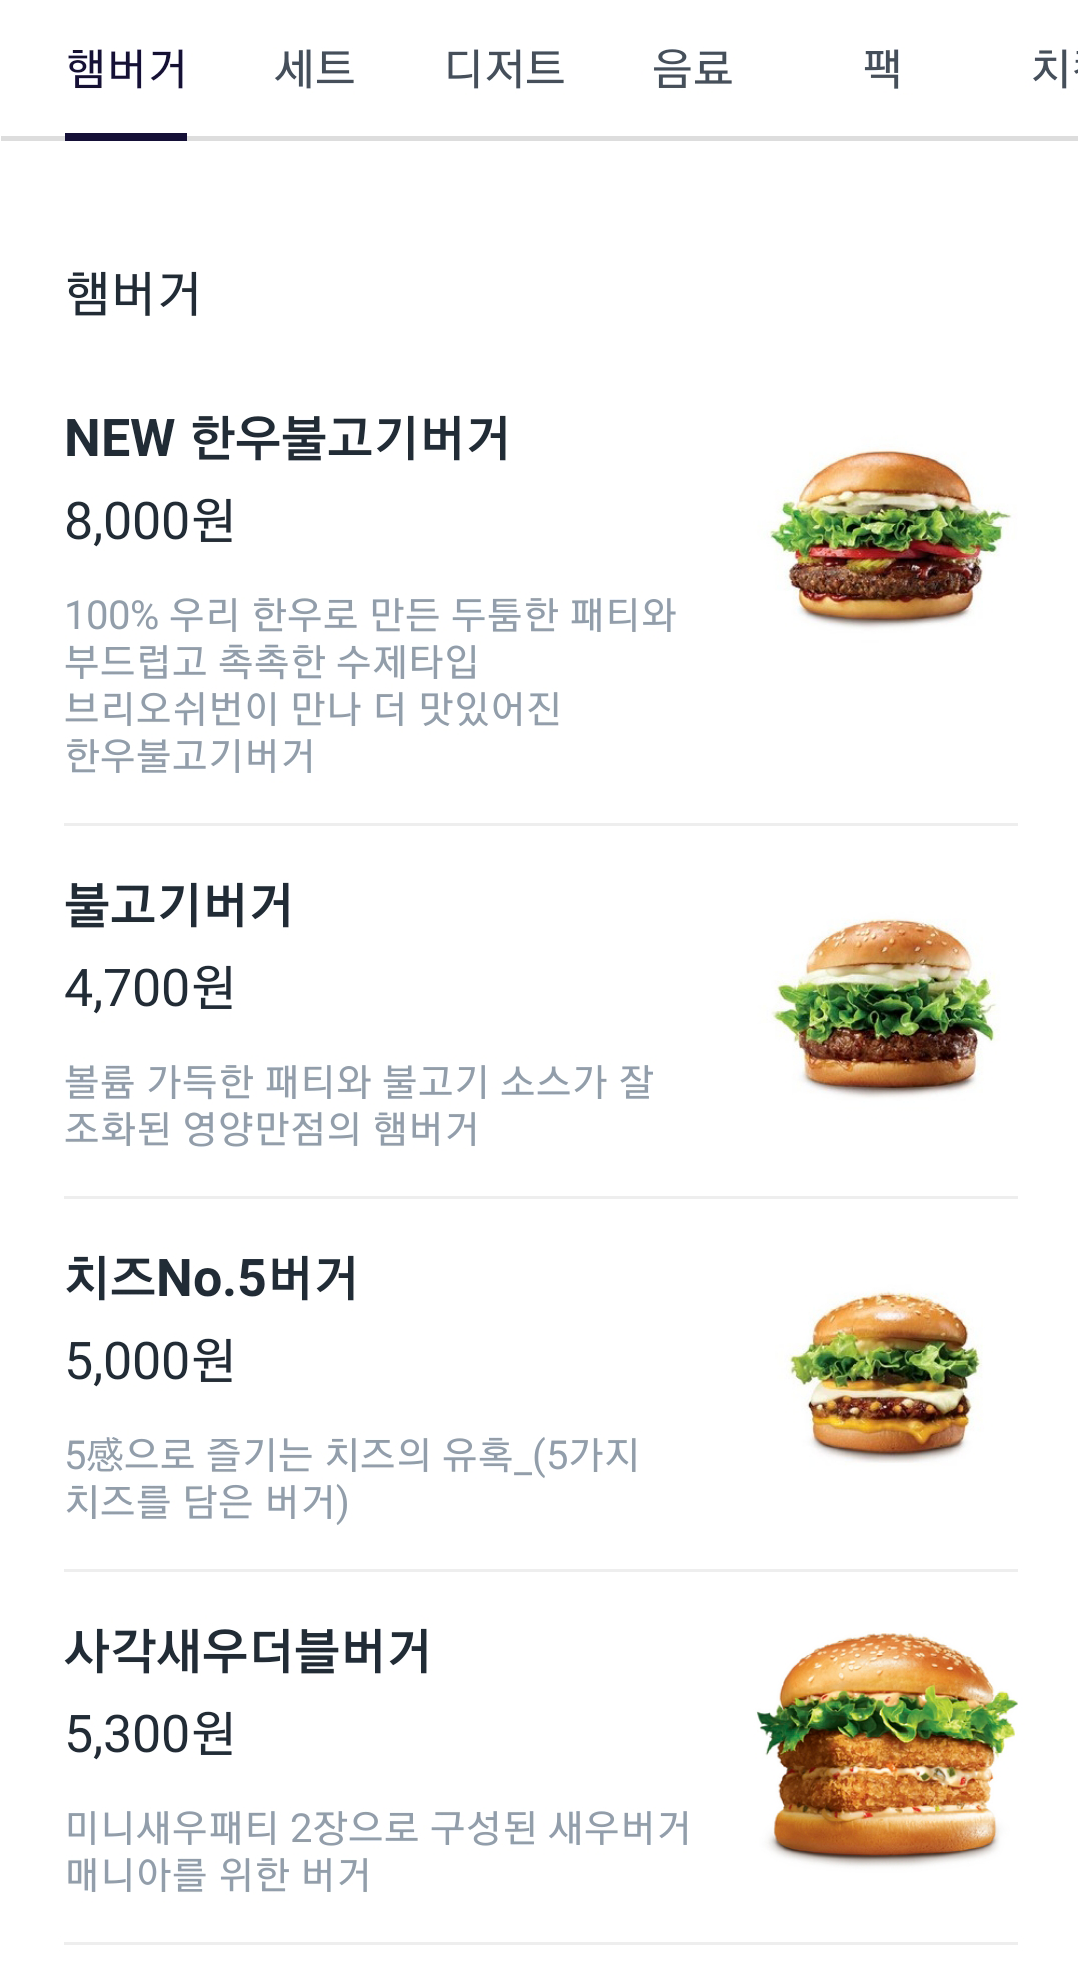 햄버거 세트 디저트 음료 팩
햄버거
NEW 한우불고기버거
8,000원
100% 우리 한우로 만든 두툼한 패티와
부드럽고 촉촉한 수제타입
브리오쉬번이 만나 더 맛있어진
한우불고기버거
불고기버거
4,700원
볼륨 가득한 패티와 불고기 소스가 잘
조화된 영양만점의 햄버거
치즈No.5버거
5,000원
5感으로 즐기는 치즈의 유혹_(5가지
치즈를 담은 버거)
사각새우더블버거
5,300원
미니새우패티 2장으로 구성된 새우버거
매니아를 위한 버거